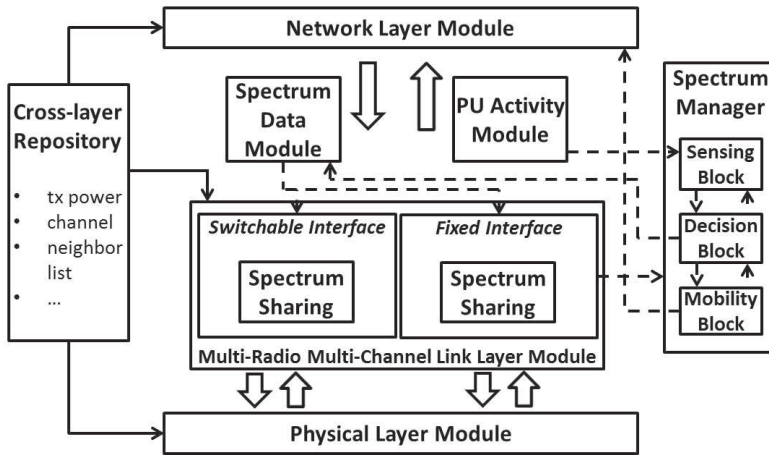 Network Layer Module
Cross-layer
Repository
• tx power
• channel
• neighbor
list
• ...
Spectrum
Data
Module
PU Activity
Module
Spectrum
Manager
Sensing
Block
Decision
Block
Mobility
Block
Switchable Interface
Spectrum
Sharing
Fixed Interface
Spectrum
Sharing
Multi-Radio Multi-Channel Link Layer Module
Physical Layer Module